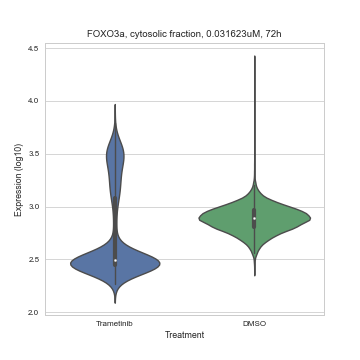 FOXO3a, cytosolic fraction, 0.031623uM, 72h
4.5
4.0
3.5
3.0
2.5
2.0
Expression (log10)
Trametinib
DMSO
Treatment